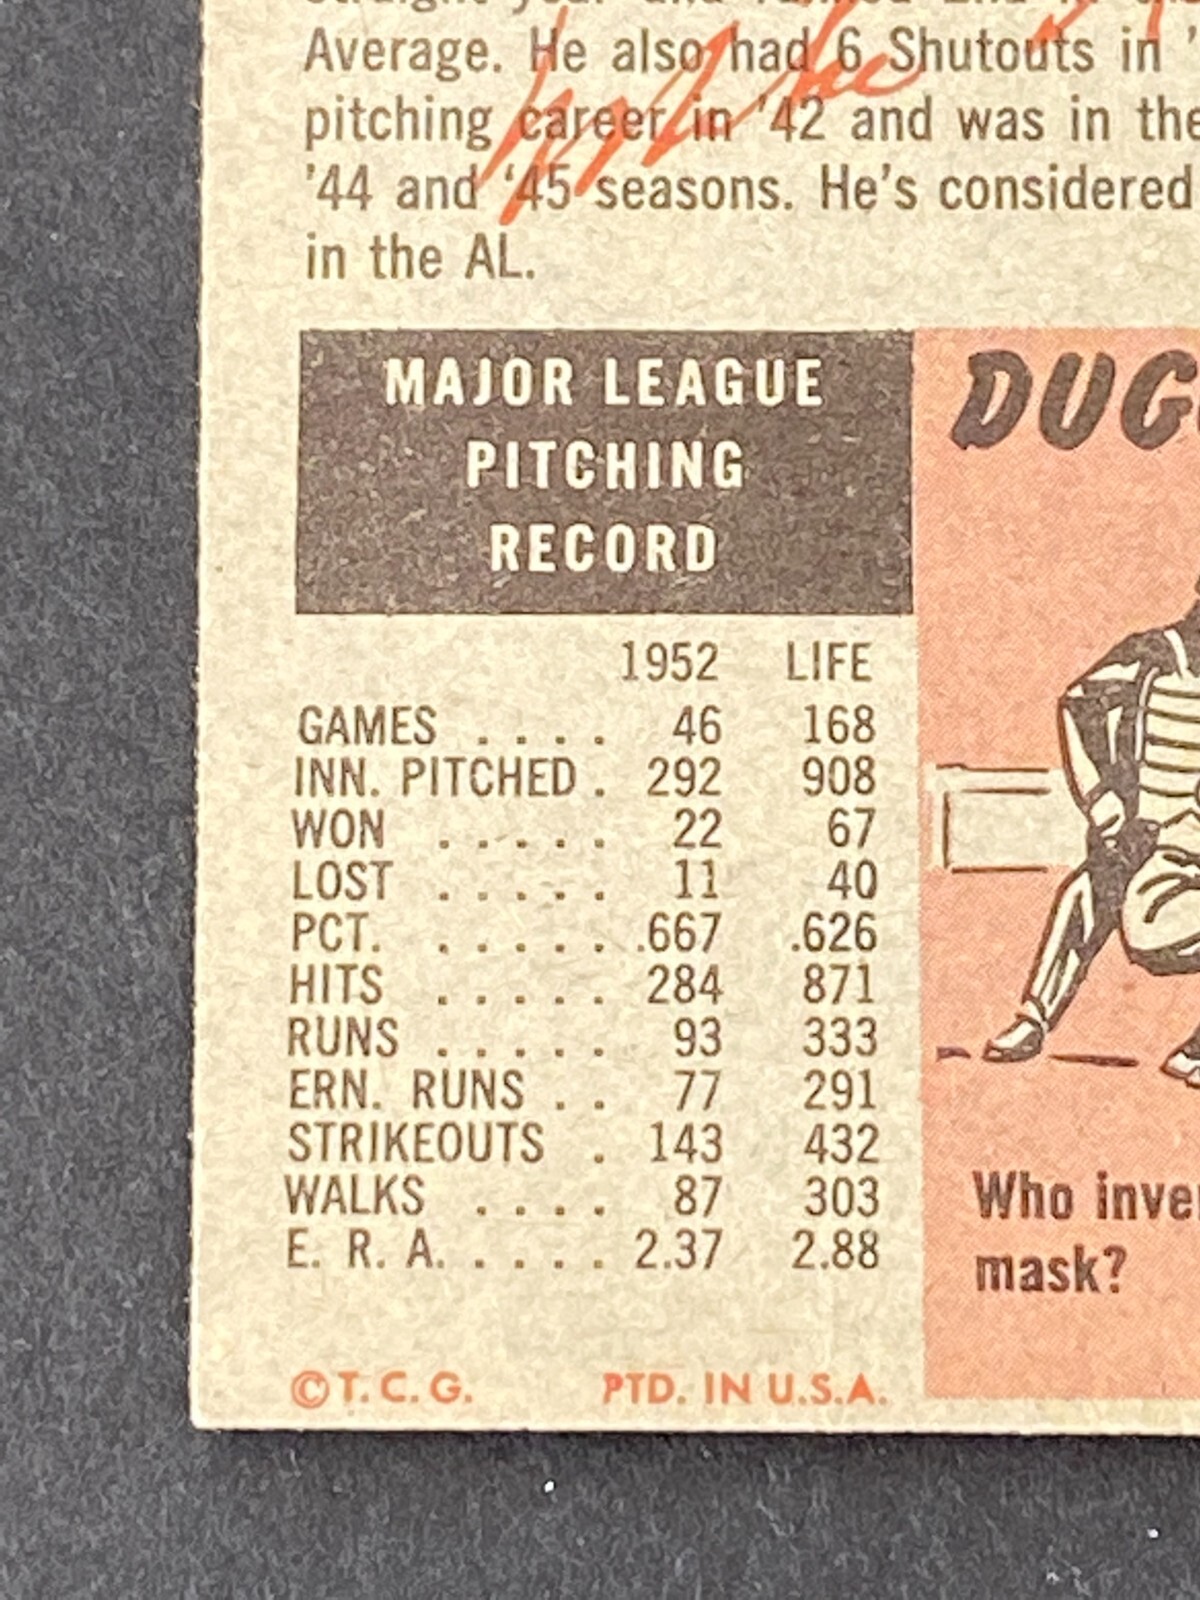 Average. He also had 6 Shutouts in '
pitching career in '42 and was in the
'44 and '45 seasons. He's considered
in the AL.
MAJOR LEAGUE
PITCHING
RECORD
1952 LIFE
GAMES . . . . 46 168
INN. PITCHED . 292 908
WON . . . . . 22 67
LOST . . . . . 11 40
PCT. . . . . . .667 .626
HITS . . . . . 284 871
RUNS . . . . . 93 333
ERN. RUNS . . 77 291
STRIKEOUTS . 143 432
WALKS . . . . 87 303
E. R. A. . . . . 2.37 2.88
©T. C. G. PTD. IN U.S.A.
DUG
Who inve
mask?